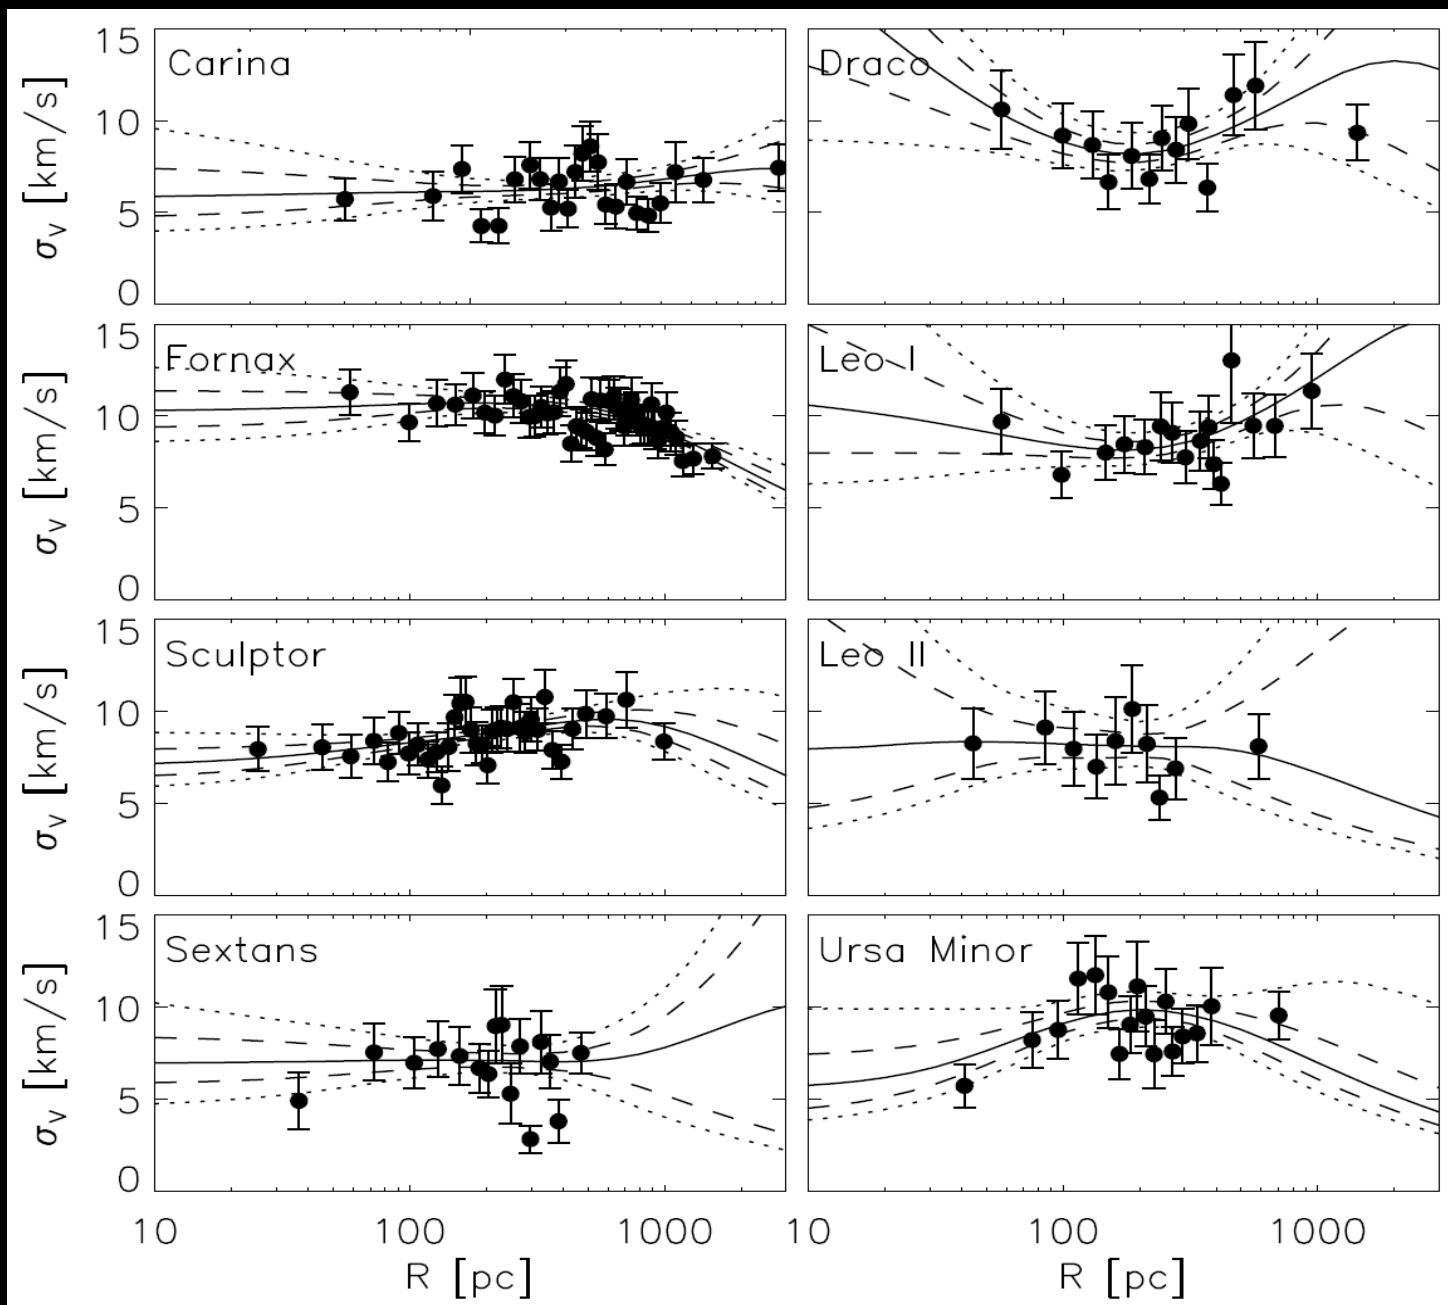 15
Carina
Draco
10
5
0
σV [km/s]
15
Fornax
Leo I
10
5
0
σV [km/s]
15
Sculptor
Leo II
10
5
0
σV [km/s]
15
Sextans
Ursa Minor
10
5
0
σV [km/s]
10 100 1000 10 100 1000
R [pc] R [pc]